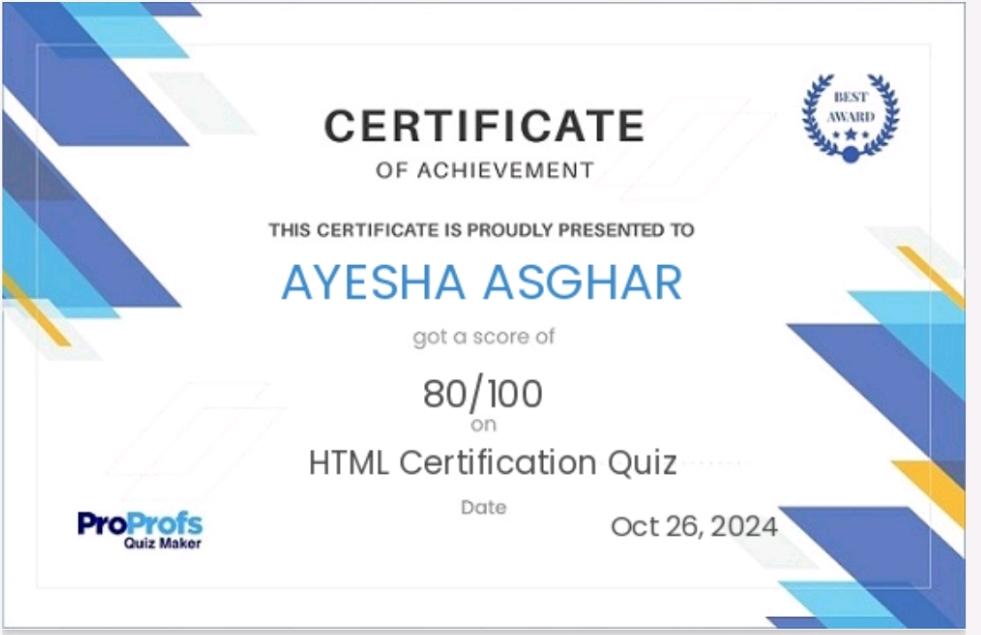 BEST
AWARD
CERTIFICATE
OF ACHIEVEMENT
THIS CERTIFICATE IS PROUDLY PRESENTED TO
AYESHA ASGHAR
got a score of
80/100
on
HTML Certification Quiz
Date
Oct 26, 2024
ProProfs
Quiz Maker